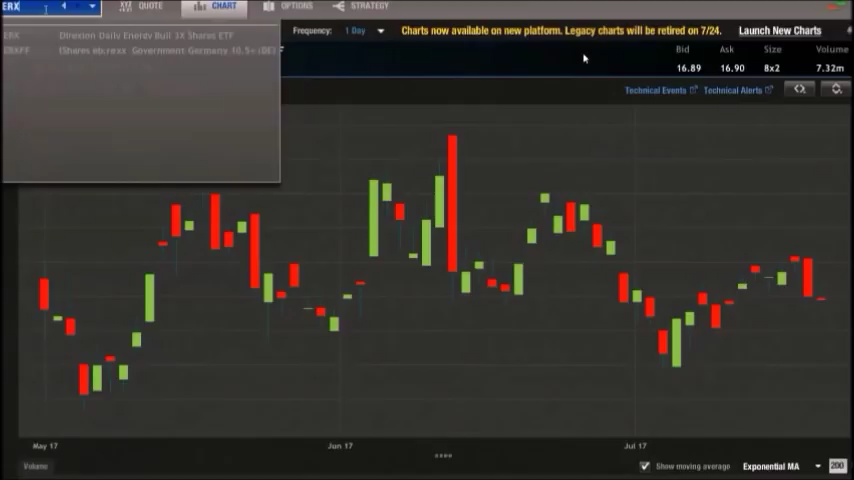 ERX QUOTE CHART OPTIONS STRATEGY
Frequency: 1 Day Charts now available on new platform. Legacy charts will be retired on 7/24. Launch New Charts
ERX Direxion Daily Energy Bull 3X Shares ETF
Government Germany 10.5+ (DE)
Bid Ask Size Volume
16.89 16.90 8x2 7.32m
Technical Events Technical Alerts
May 17 Jun 17 Jul 17
Volume Show moving average Exponential MA 200